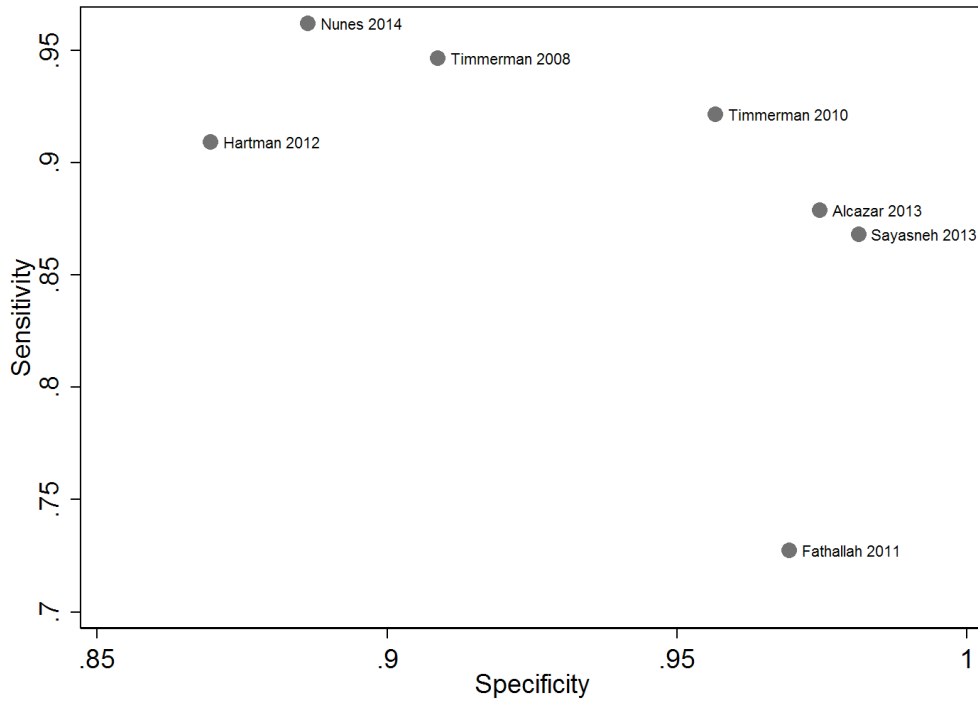 Sensitivity
.95
.9
.85
.8
.75
.7
Nunes 2014
Timmerman 2008
Timmerman 2010
Hartman 2012
Alcazar 2013
Sayasneh 2013
Fathallah 2011
.85 .9 .95 1
Specificity